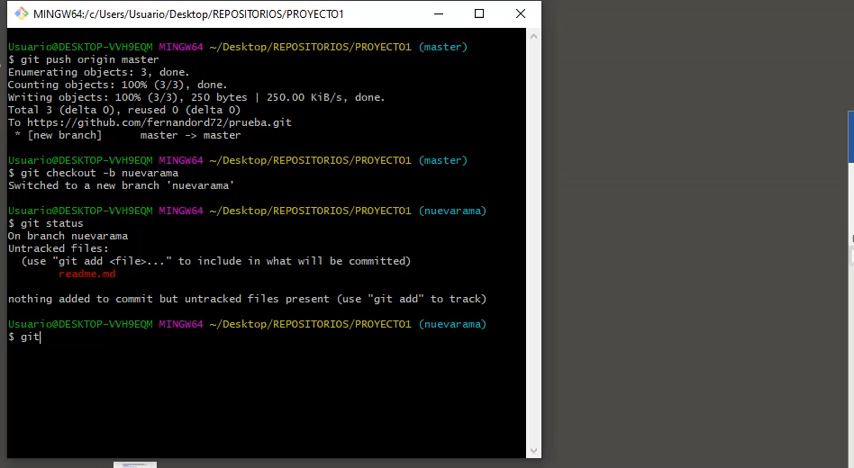 MINGW64:/c/Users/Usuario/Desktop/REPOSITORIOS/PROYECTO1
Usuario@DESKTOP-VVH9EQM MINGW64 ~/Desktop/REPOSITORIOS/PROYECTO1 (master)
$ git push origin master
Enumerating objects: 3, done.
Counting objects: 100% (3/3), done.
Writing objects: 100% (3/3), 250 bytes | 250.00 KiB/s, done.
Total 3 (delta 0), reused 0 (delta 0)
To https://github.com/fernandord72/prueba.git
 * [new branch]      master -> master
Usuario@DESKTOP-VVH9EQM MINGW64 ~/Desktop/REPOSITORIOS/PROYECTO1 (master)
$ git checkout -b nuevarama
Switched to a new branch 'nuevarama'
Usuario@DESKTOP-VVH9EQM MINGW64 ~/Desktop/REPOSITORIOS/PROYECTO1 (nuevarama)
$ git status
On branch nuevarama
Untracked files:
  (use "git add <file>..." to include in what will be committed)
        readme.md
nothing added to commit but untracked files present (use "git add" to track)
Usuario@DESKTOP-VVH9EQM MINGW64 ~/Desktop/REPOSITORIOS/PROYECTO1 (nuevarama)
$ git